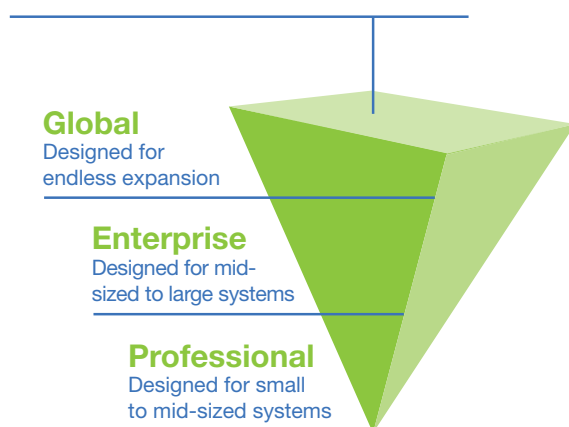 Global
Designed for
endless expansion
Enterprise
Designed for mid-
sized to large systems
Professional
Designed for small
to mid-sized systems